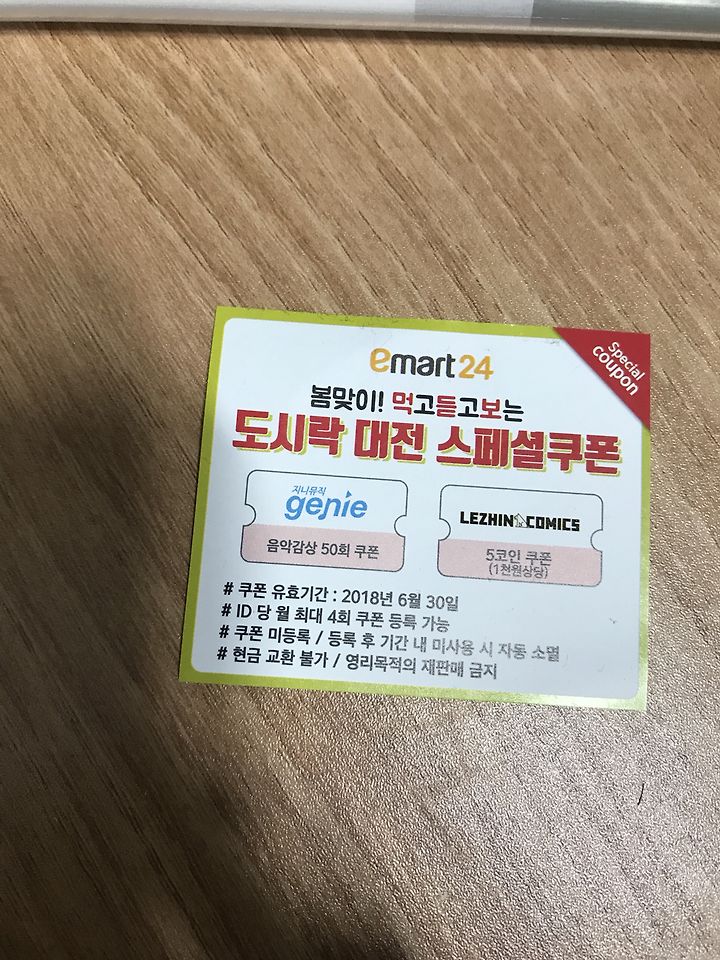 emart24
Special
coupon
봄맞이! 먹고듣고보는
도시락 대전 스페셜쿠폰
지니뮤직
genie
음악감상 50회 쿠폰
LEZHIN COMICS
5코인 쿠폰
(1천원상당)
# 쿠폰 유효기간 : 2018년 6월 30일
# ID 당 월 최대 4회 쿠폰 등록 가능
# 쿠폰 미등록 / 등록 후 기간 내 미사용 시 자동 소멸
# 현금 교환 불가 / 영리목적의 재판매 금지